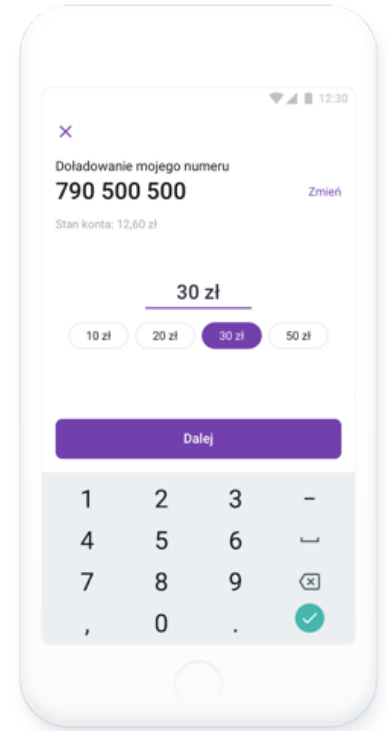 12:30
Doładowanie mojego numeru
790 500 500 Zmień
Stan konta: 12,60 zł
30 zł
10 zł 20 zł 30 zł 50 zł
Dalej
1 2 3 –
4 5 6
7 8 9
, 0 .